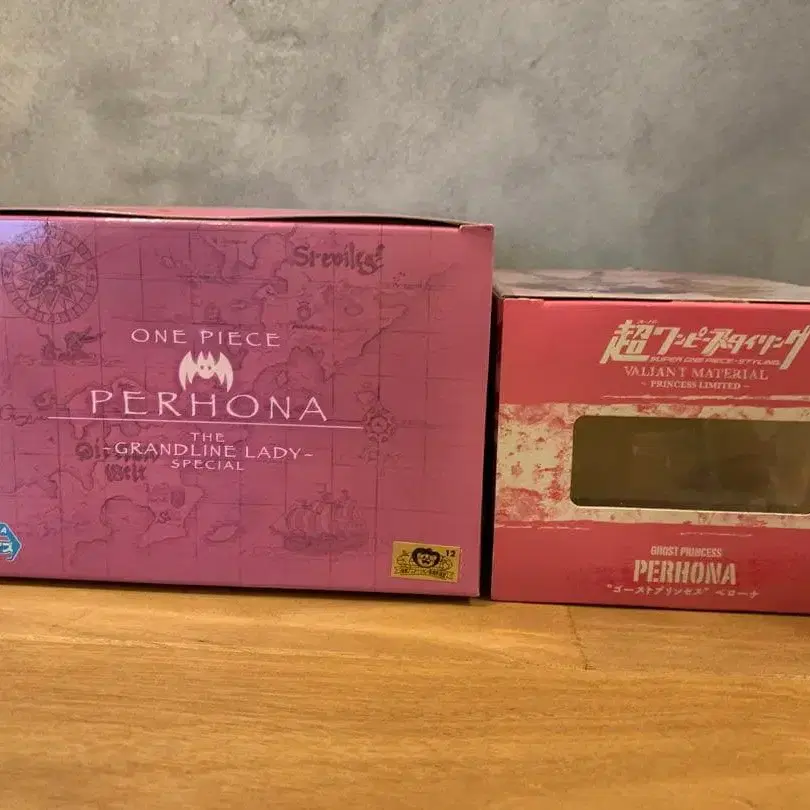 ONE PIECE
PERHONA
THE
-GRANDLINE LADY-
SPECIAL
12
超ワンピーススタイリング
SUPER ONE PIECE STYLING
VALIANT MATERIAL
~ PRINCESS LIMITED ~
GHOST PRINCESS
PERHONA
"ゴーストプリンセス" ペローナ